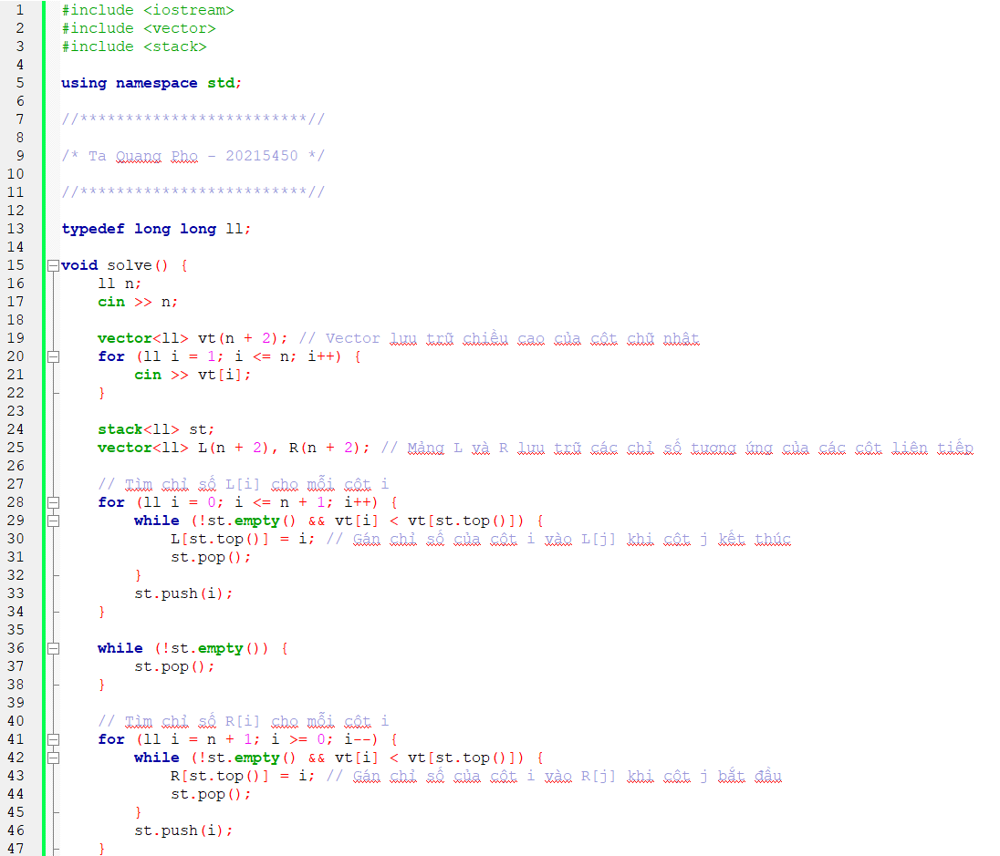 1 #include <iostream>
2 #include <vector>
3 #include <stack>
4
5 using namespace std;
6
7 //*************************//
8
9 /* Ta Quang Pho - 20215450 */
10
11 //*************************//
12
13 typedef long long ll;
14
15 void solve() {
16     ll n;
17     cin >> n;
18
19     vector<ll> vt(n + 2); // Vector lưu trữ chiều cao của cột chữ nhật
20     for (ll i = 1; i <= n; i++) {
21         cin >> vt[i];
22     }
23
24     stack<ll> st;
25     vector<ll> L(n + 2), R(n + 2); // Mảng L và R lưu trữ các chỉ số tương ứng của các cột liên tiếp
26
27     // Tìm chỉ số L[i] cho mỗi cột i
28     for (ll i = 0; i <= n + 1; i++) {
29         while (!st.empty() && vt[i] < vt[st.top()]) {
30             L[st.top()] = i; // Gán chỉ số của cột i vào L[j] khi cột j kết thúc
31             st.pop();
32         }
33         st.push(i);
34     }
35
36     while (!st.empty()) {
37         st.pop();
38     }
39
40     // Tìm chỉ số R[i] cho mỗi cột i
41     for (ll i = n + 1; i >= 0; i--) {
42         while (!st.empty() && vt[i] < vt[st.top()]) {
43             R[st.top()] = i; // Gán chỉ số của cột i vào R[j] khi cột j bắt đầu
44             st.pop();
45         }
46         st.push(i);
47     }